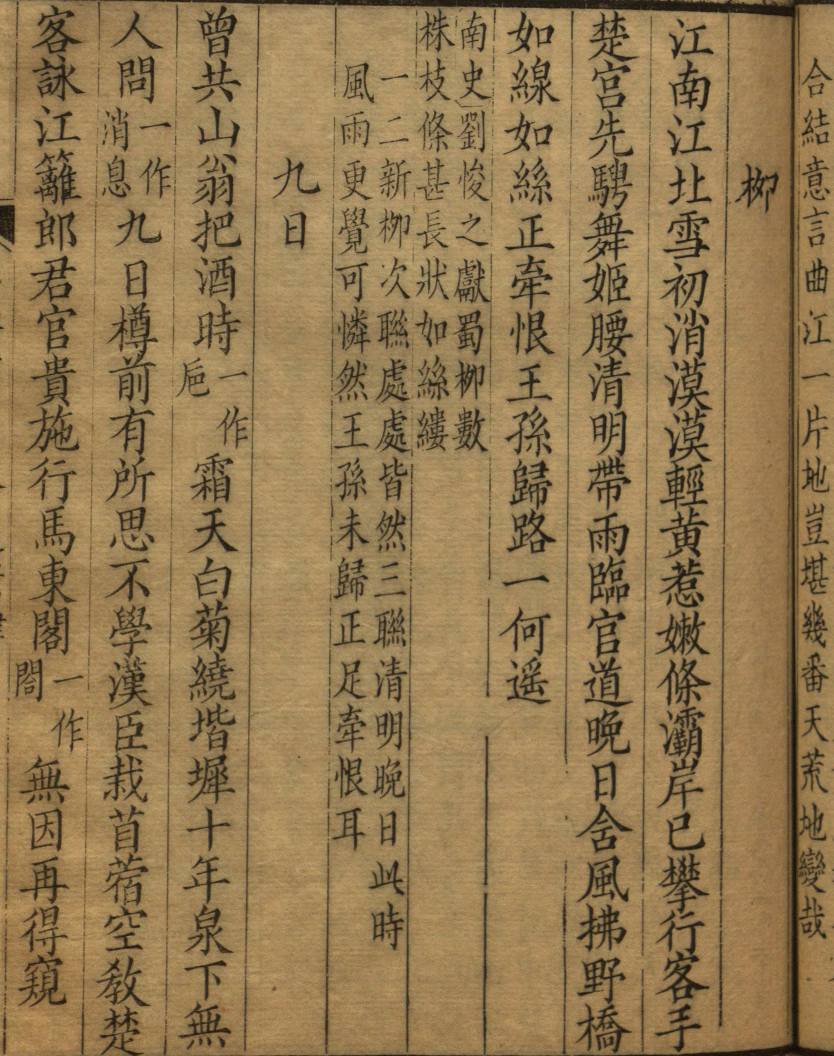 合結意言曲江一片地豈堪幾番天荒地變哉
柳
江南江北雪初消漠漠輕黃惹嫩條灞岸已攀行客手
楚宮先騁舞姬腰清明帶雨臨官道晚日含風拂野橋
如線如絲正牽恨王孫歸路一何遥
南史劉悛之獻蜀柳數
株枝條甚長狀如絲縷
一二新柳次聯處處皆然三聯清明晚日此時
風雨更覺可憐然王孫未歸正足牽恨耳
九日
曾共山翁把酒時一作巵霜天白菊繞堦墀十年泉下無
人問一作消息九日樽前有所思不學漢臣栽苜蓿空教楚
客詠江籬郎君官貴施行馬東閣一作閤無因再得窺